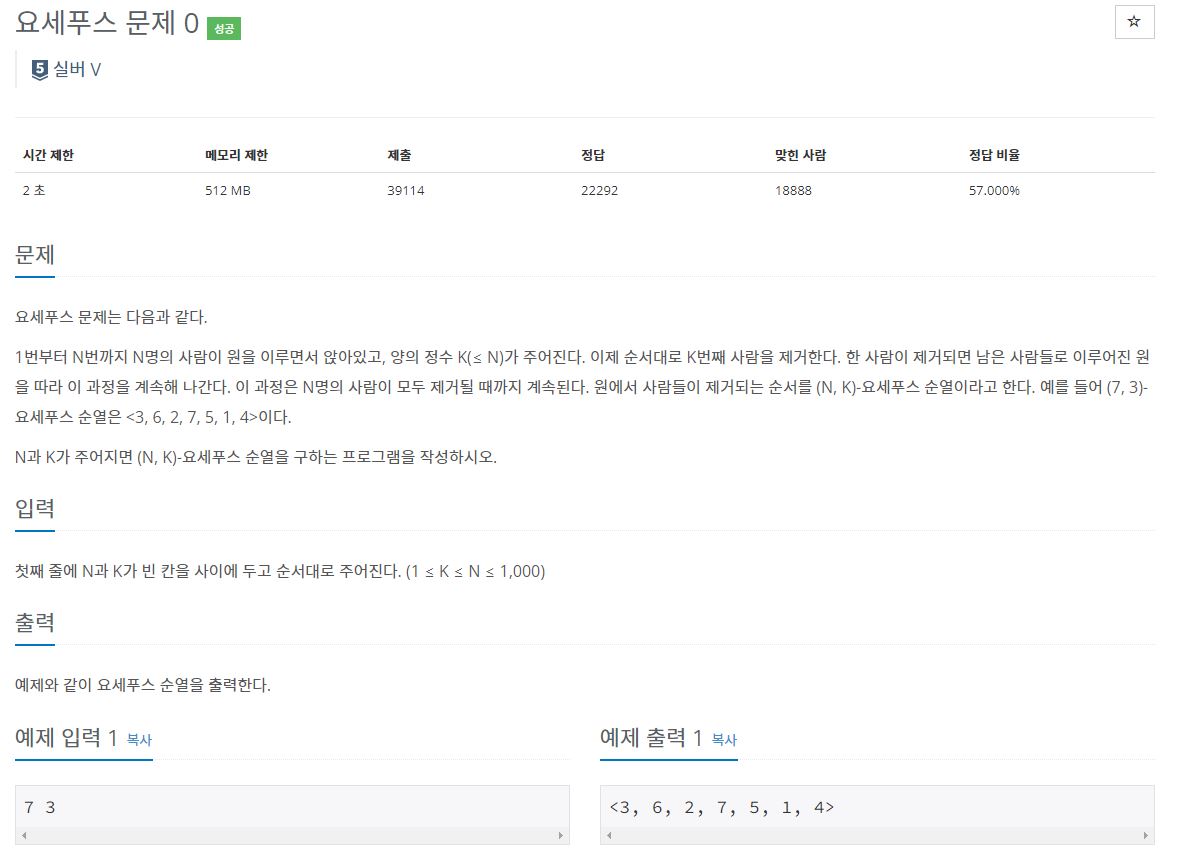 요세푸스 문제 0 성공
☆
5 실버 V
시간 제한 메모리 제한 제출 정답 맞힌 사람 정답 비율
2 초 512 MB 39114 22292 18888 57.000%
문제
요세푸스 문제는 다음과 같다.
1번부터 N번까지 N명의 사람이 원을 이루면서 앉아있고, 양의 정수 K(≤ N)가 주어진다. 이제 순서대로 K번째 사람을 제거한다. 한 사람이 제거되면 남은 사람들로 이루어진 원
을 따라 이 과정을 계속해 나간다. 이 과정은 N명의 사람이 모두 제거될 때까지 계속된다. 원에서 사람들이 제거되는 순서를 (N, K)-요세푸스 순열이라고 한다. 예를 들어 (7, 3)-
요세푸스 순열은 <3, 6, 2, 7, 5, 1, 4>이다.
N과 K가 주어지면 (N, K)-요세푸스 순열을 구하는 프로그램을 작성하시오.
입력
첫째 줄에 N과 K가 빈 칸을 사이에 두고 순서대로 주어진다. (1 ≤ K ≤ N ≤ 1,000)
출력
예제와 같이 요세푸스 순열을 출력한다.
예제 입력 1 복사
7 3
예제 출력 1 복사
<3, 6, 2, 7, 5, 1, 4>